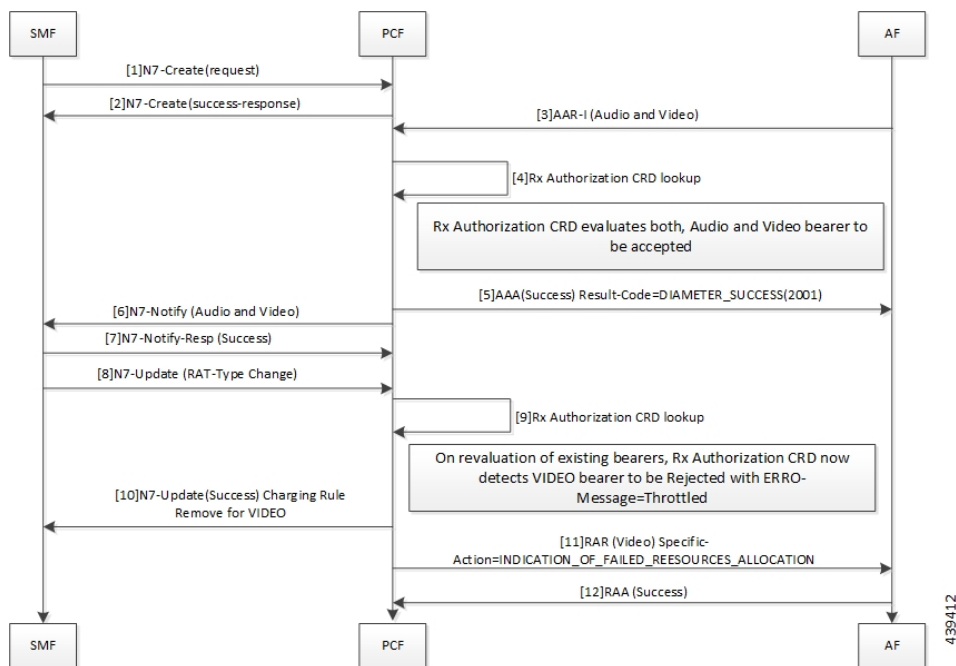 SMF
PCF
AF
[1]N7-Create(request)
[2]N7-Create(success-response)
[3]AAR-I (Audio and Video)
[4]Rx Authorization CRD lookup
Rx Authorization CRD evaluates both, Audio and Video bearer to
be accepted
[5]AAA(Success) Result-Code=DIAMETER_SUCCESS(2001)
[6]N7-Notify (Audio and Video)
[7]N7-Notify-Resp (Success)
[8]N7-Update (RAT-Type Change)
[9]Rx Authorization CRD lookup
On revaluation of existing bearers, Rx Authorization CRD now
detects VIDEO bearer to be Rejected with ERRO-
Message=Throttled
[10]N7-Update(Success) Charging Rule
Remove for VIDEO
[11]RAR (Video) Specific-
Action=INDICATION_OF_FAILED_REESOURCES_ALLOCATION
[12]RAA (Success)
SMF
PCF
AF
439412